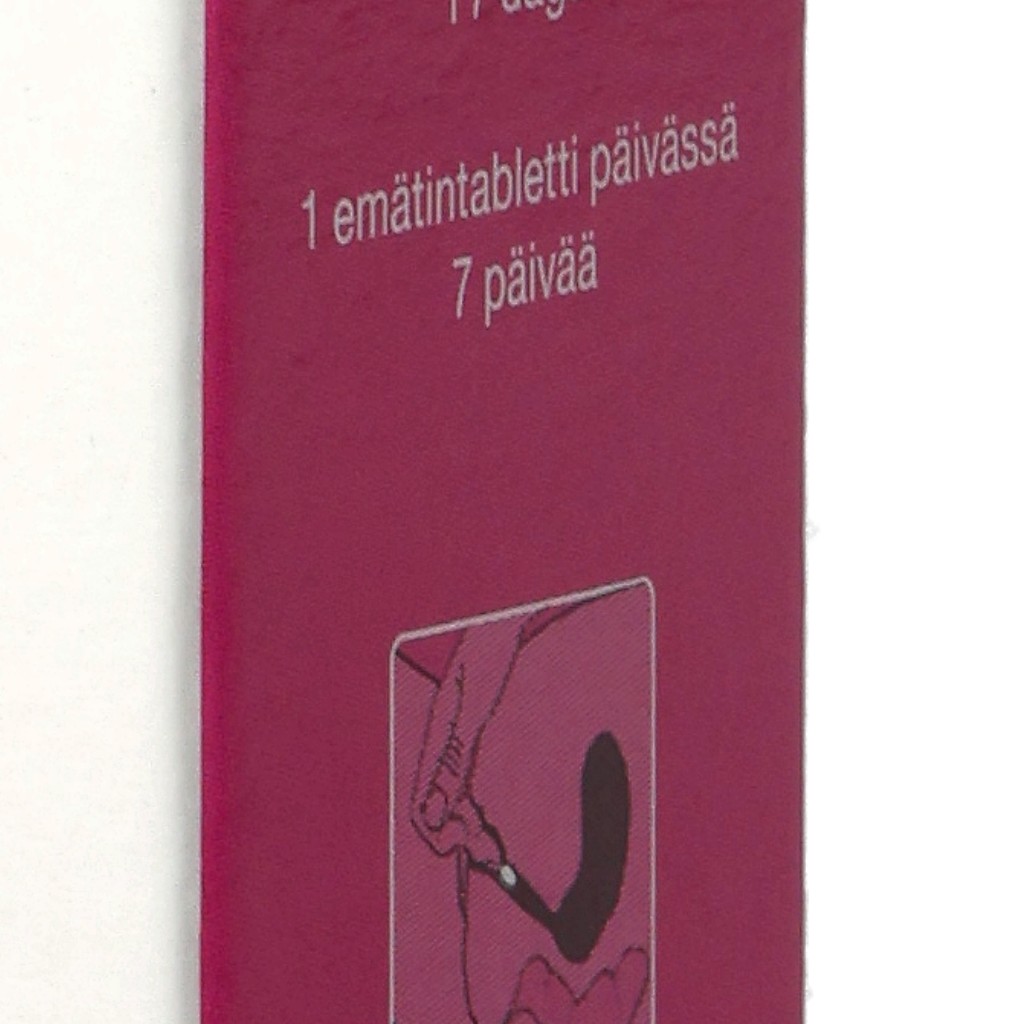 1 emätintabletti päivässä
7 päivää